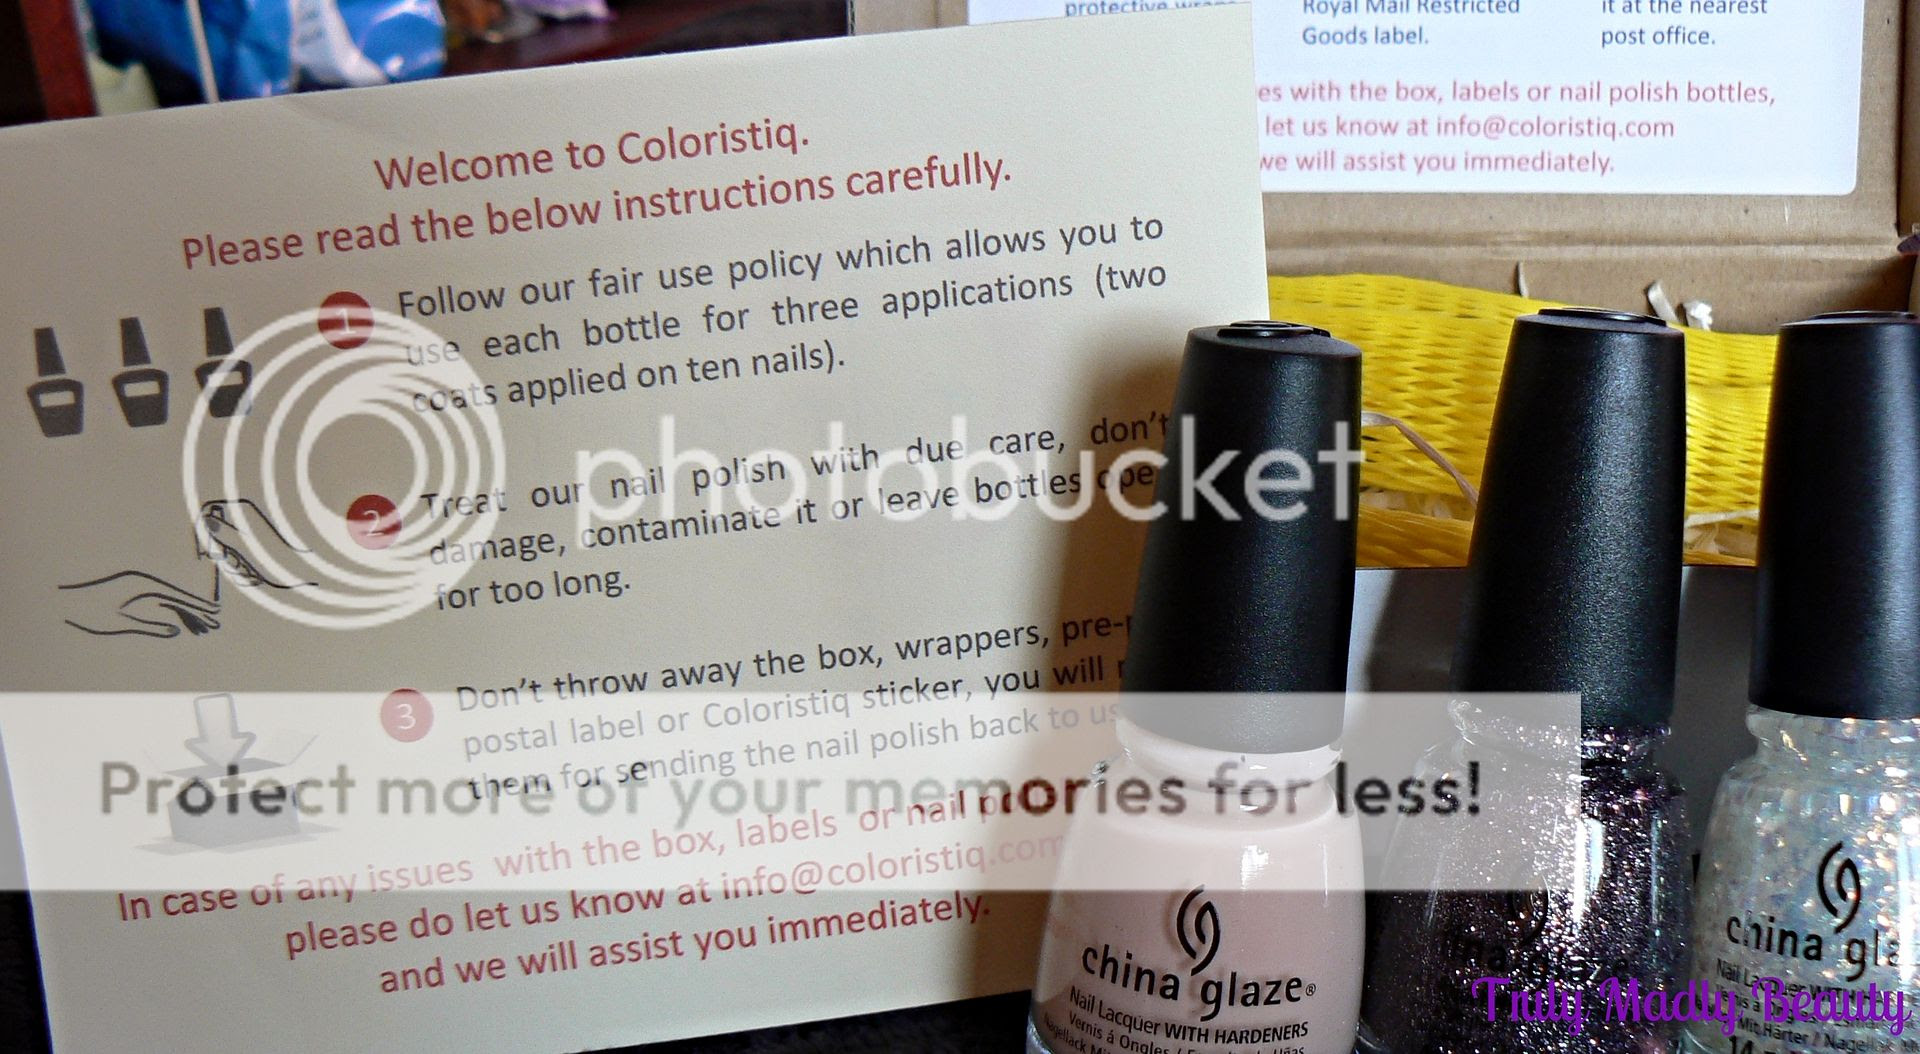 Welcome to Coloristiq.
Please read the below instructions carefully.
1
Follow our fair use policy which allows you to
use each bottle for three applications (two
coats applied on ten nails).
2
Treat our nail polish with due care, don't
damage, contaminate it or leave bottles
for too long.
3
Don't throw away the box, wrappers,
postal label or Coloristiq sticker, you will
them for sending the nail polish back to us
In case of any issues with the box, labels or nail
please do let us know at info@coloristiq.com
and we will assist you immediately.
protective
Royal Mail Restricted
Goods label.
it at the nearest
post office.
with the box, labels or nail polish bottles,
let us know at info@coloristiq.com
we will assist you immediately.
photobucket
Protect more of your memories for less!
china glaze®
Nail Lacquer WITH HARDENERS
Vernis á Ongles /
china glaze
china
Nail
Truly Madly Beauty